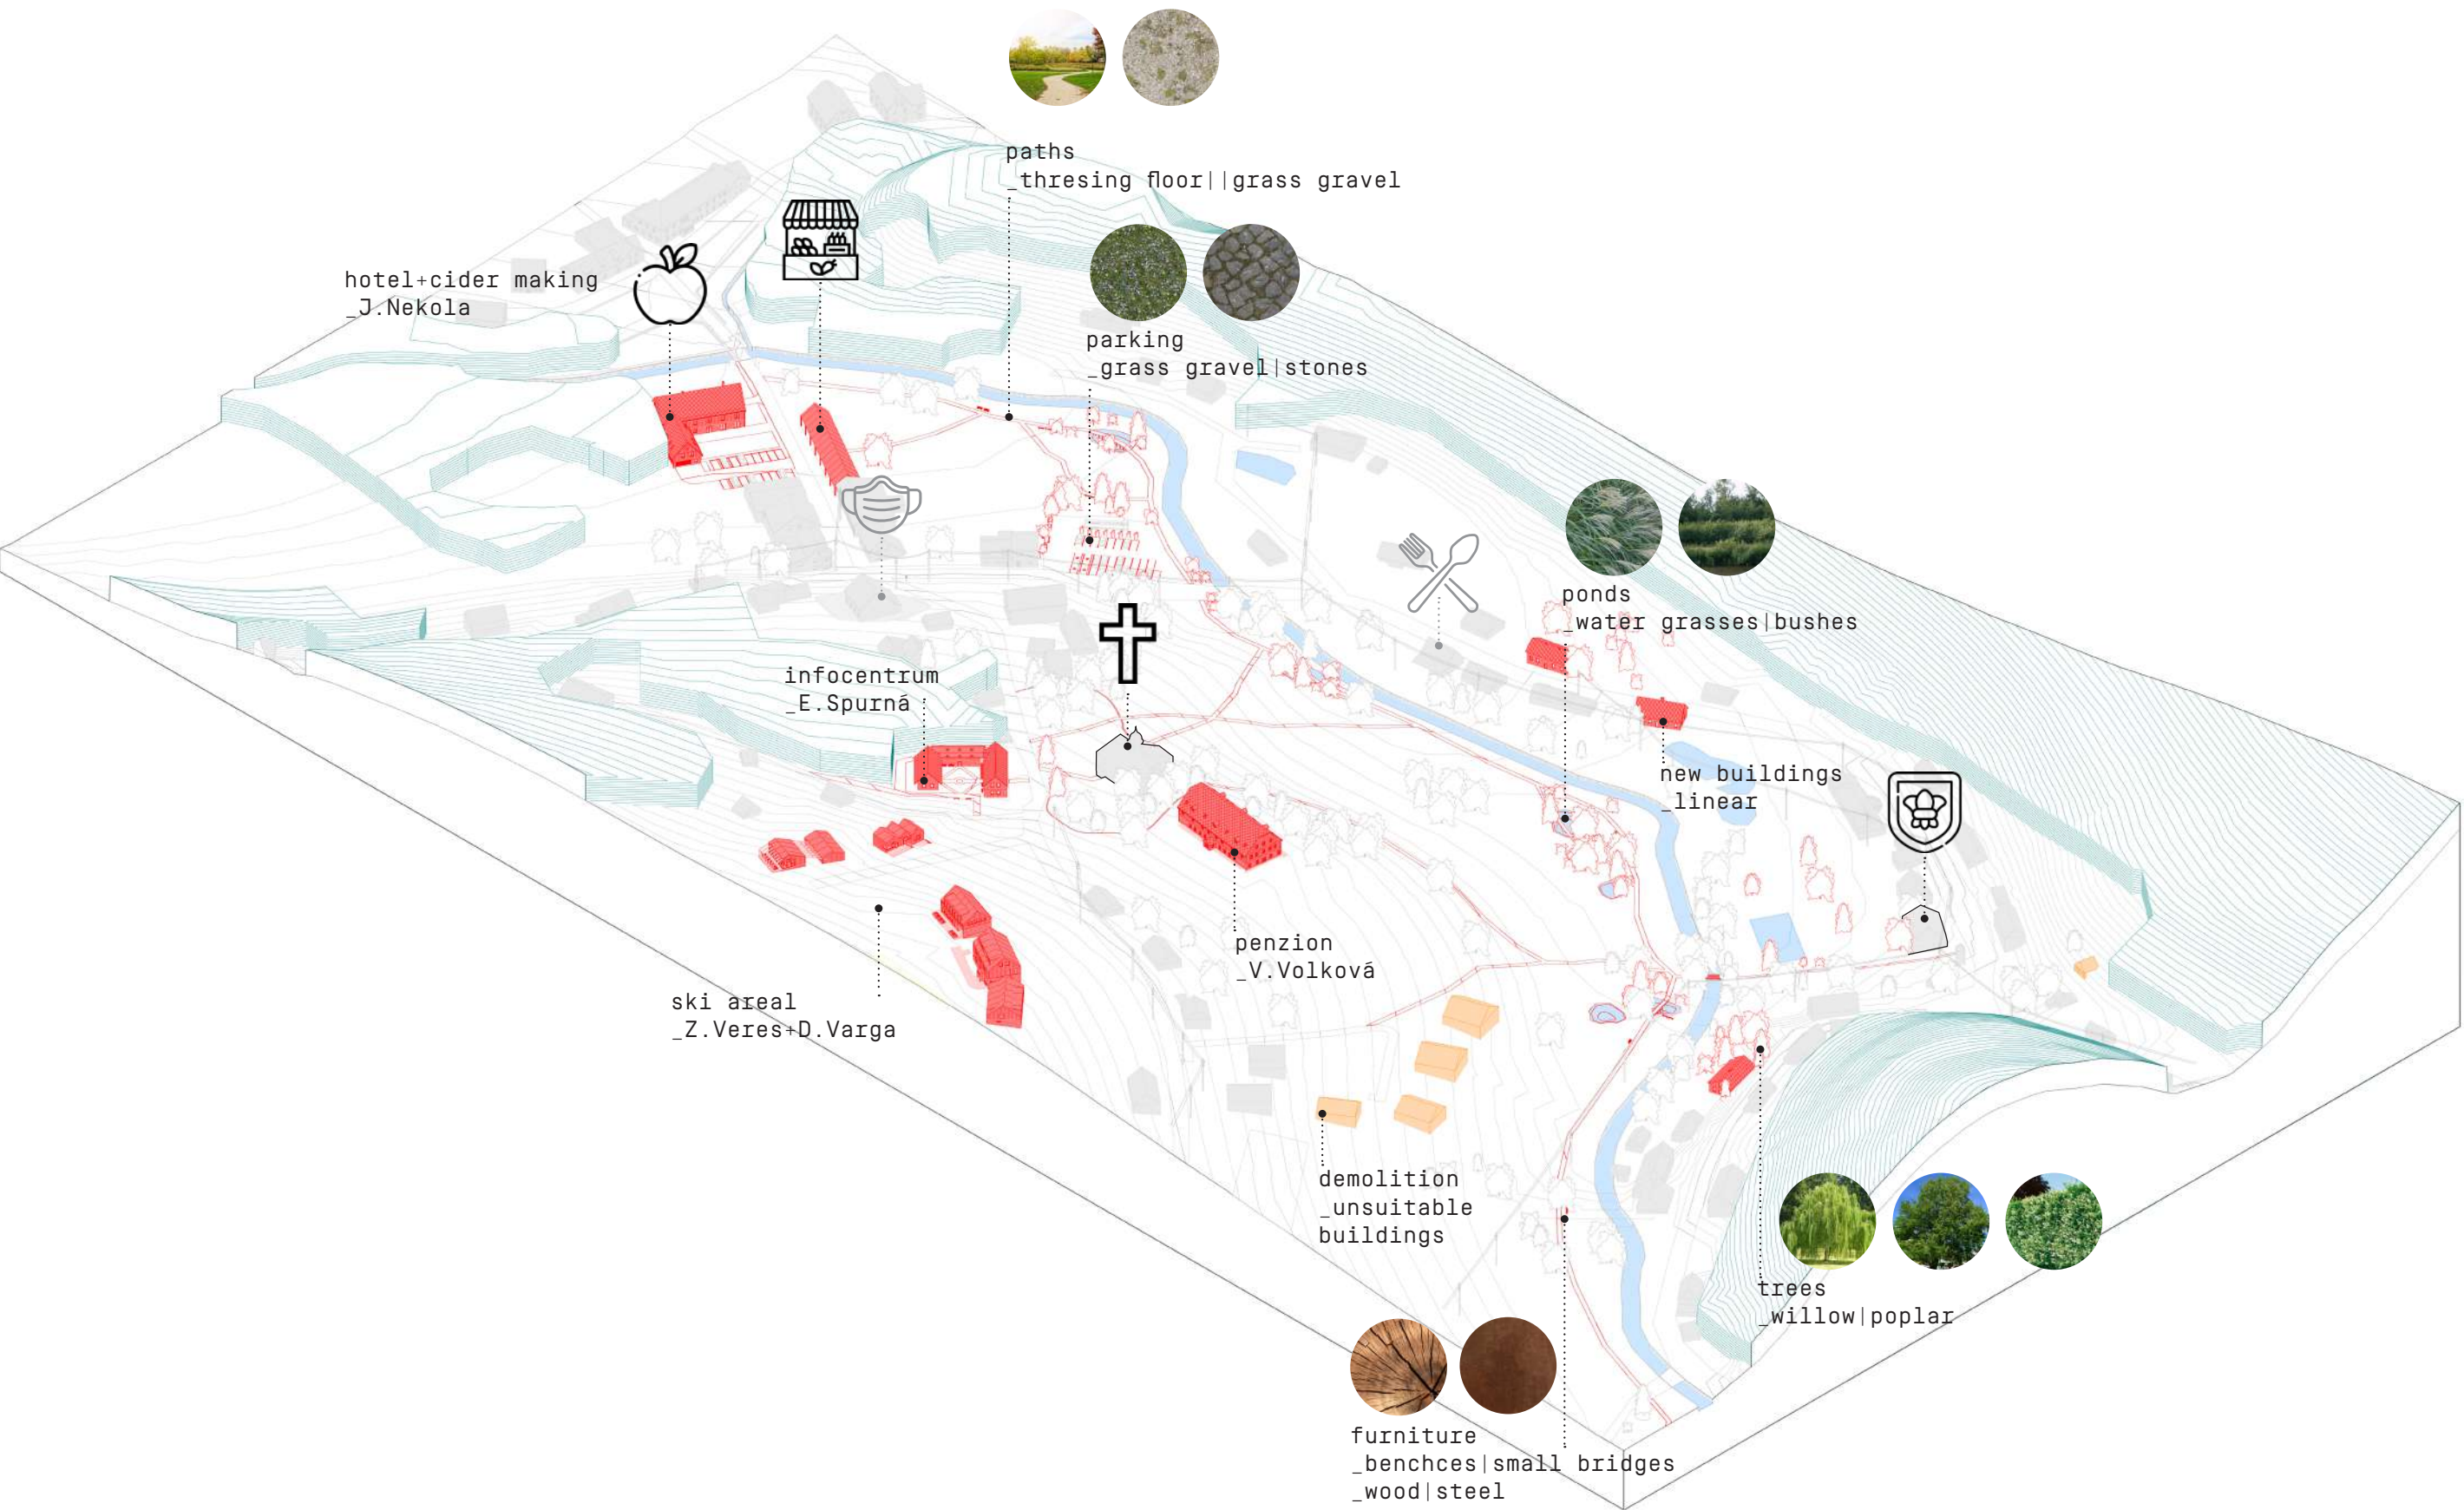 paths
_thresing floor||grass gravel
hotel+cider making
_J.Nekola
parking
_grass gravel|stones
ponds
_water grasses|bushes
infocentrum
_E.Spurná
new buildings
_linear
penzion
_V.Volková
ski areal
_Z.Veres+D.Varga
demolition
_unsuitable
buildings
trees
_willow|poplar
furniture
_benchces|small bridges
_wood|steel